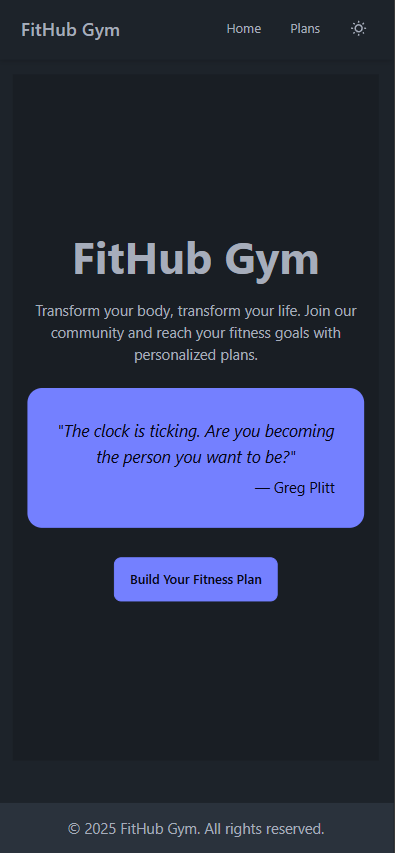 FitHub Gym
Home Plans
FitHub Gym
Transform your body, transform your life. Join our
community and reach your fitness goals with
personalized plans.
"The clock is ticking. Are you becoming
the person you want to be?"
— Greg Plitt
Build Your Fitness Plan
© 2025 FitHub Gym. All rights reserved.